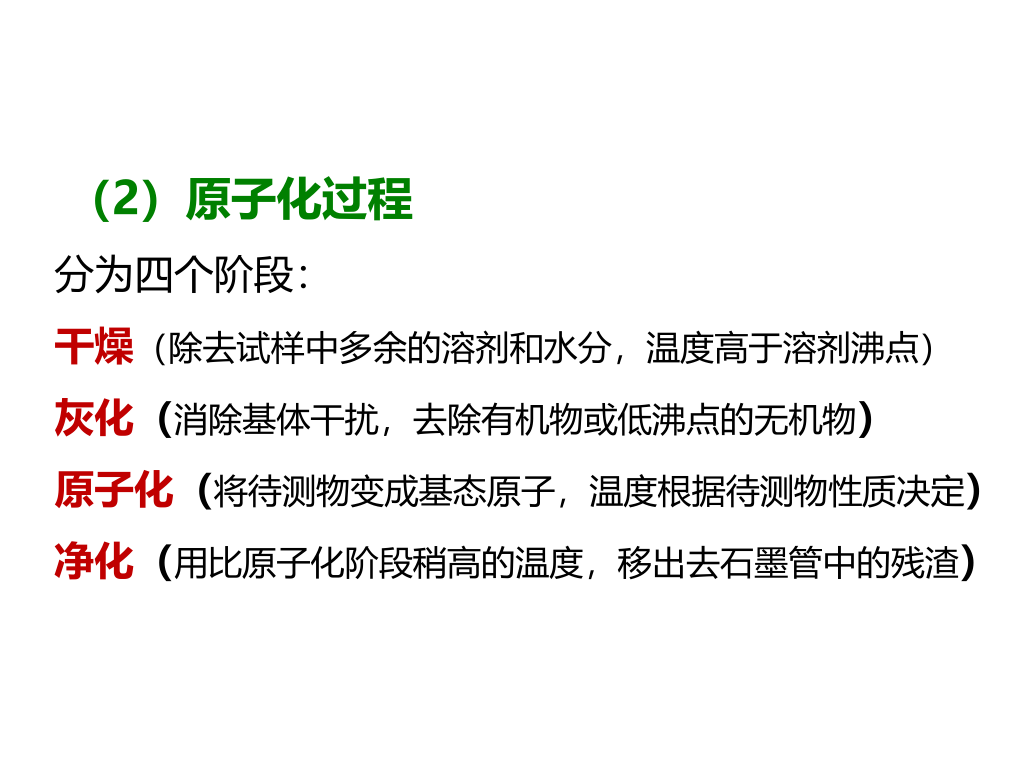 （2）原子化过程
分为四个阶段：
干燥（除去试样中多余的溶剂和水分，温度高于溶剂沸点）
灰化（消除基体干扰，去除有机物或低沸点的无机物）
原子化（将待测物变成基态原子，温度根据待测物性质决定）
净化（用比原子化阶段稍高的温度，移出去石墨管中的残渣）